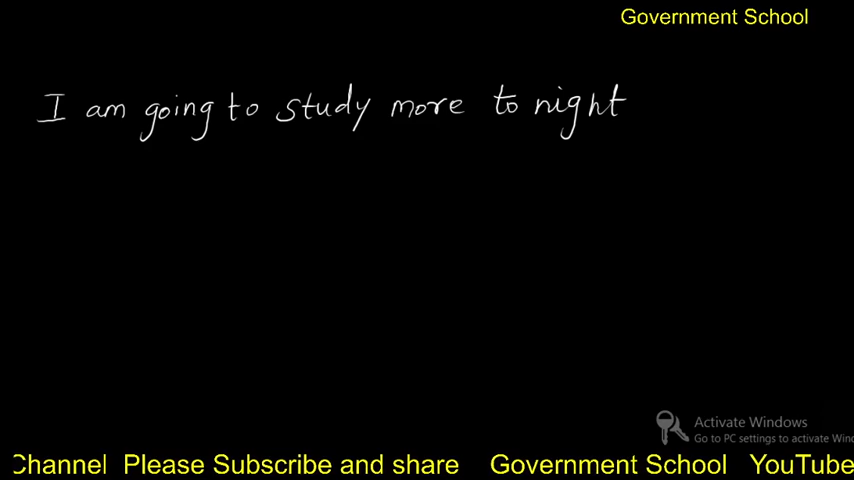 Government School
I am going to study more to night
Activate Windows
Go to PC settings to activate Win
Channel Please Subscribe and share Government School YouTube